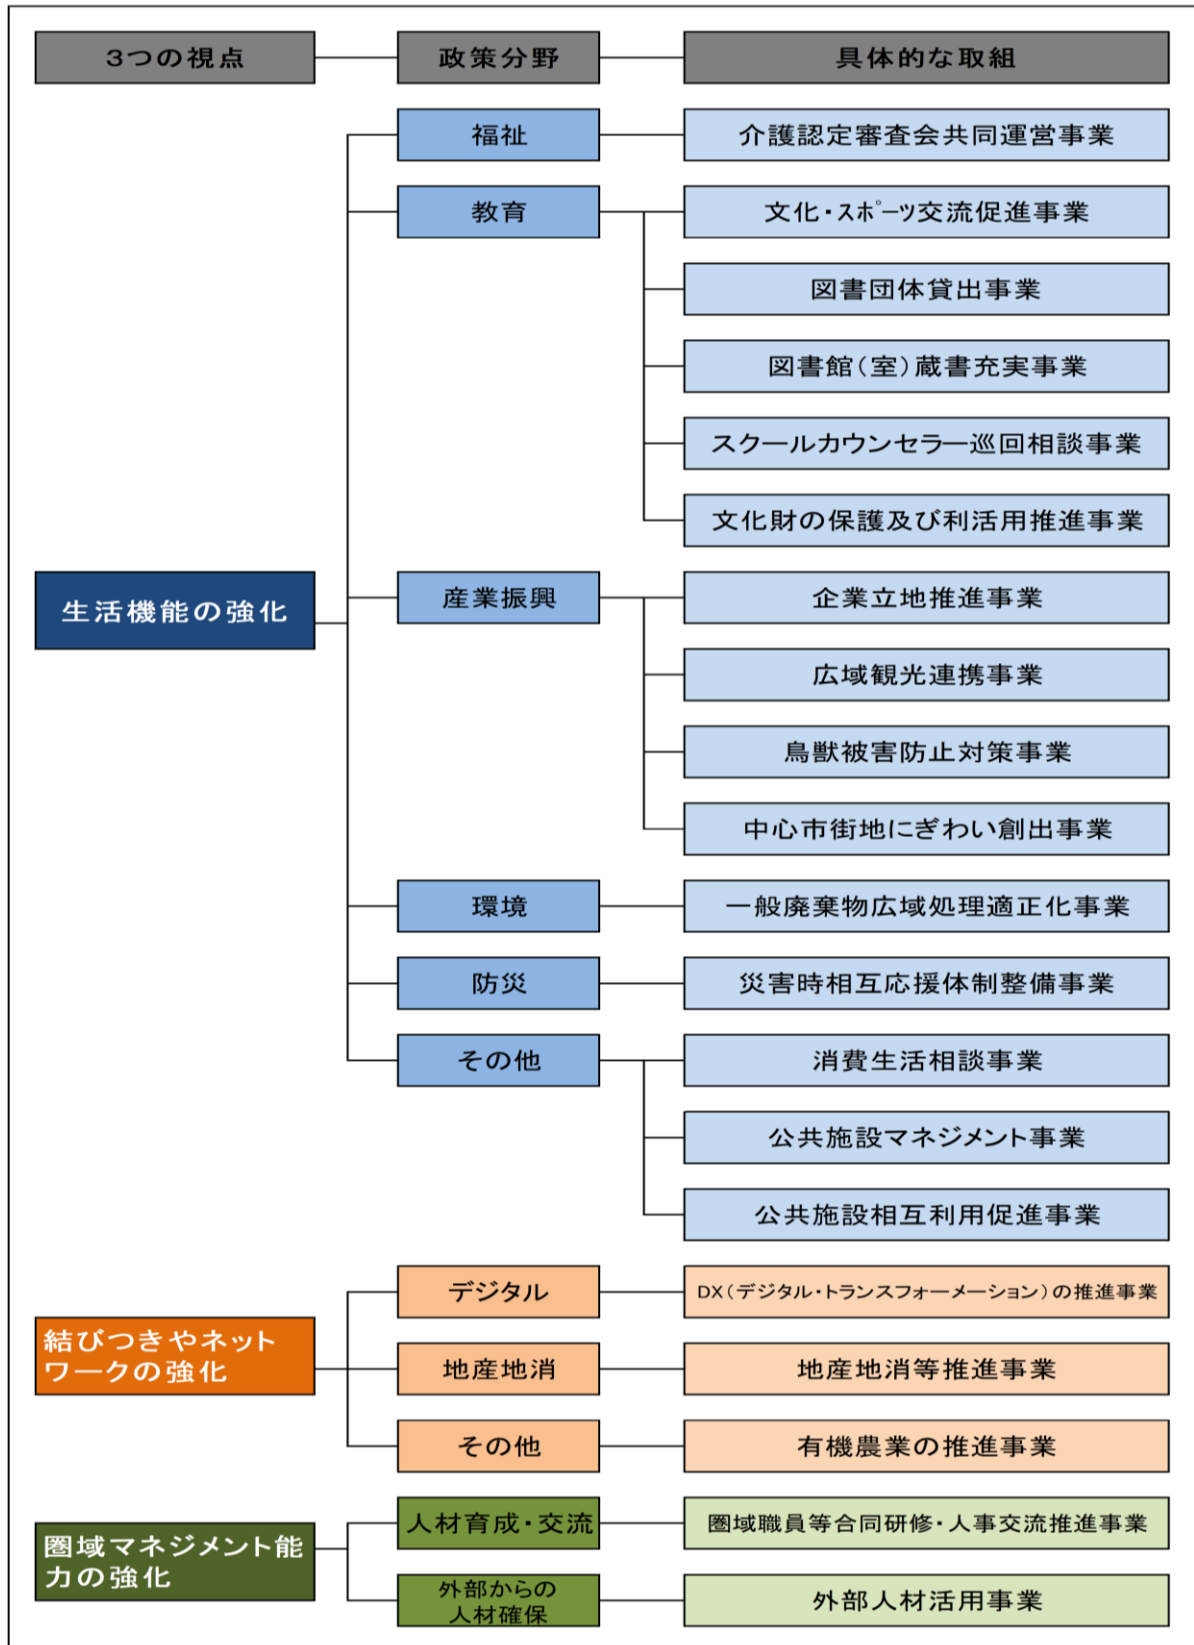 3つの視点
政策分野
具体的な取組
福祉
介護認定審査会共同運営事業
教育
文化・ｽﾎﾟｰﾂ交流促進事業
図書団体貸出事業
図書館(室)蔵書充実事業
スクールカウンセラー巡回相談事業
文化財の保護及び利活用推進事業
生活機能の強化
産業振興
企業立地推進事業
広域観光連携事業
鳥獣被害防止対策事業
中心市街地にぎわい創出事業
環境
一般廃棄物広域処理適正化事業
防災
災害時相互応援体制整備事業
その他
消費生活相談事業
公共施設マネジメント事業
公共施設相互利用促進事業
結びつきやネット
ワークの強化
デジタル
DX(デジタル・トランスフォーメーション)の推進事業
地産地消
地産地消等推進事業
その他
有機農業の推進事業
圏域マネジメント能
力の強化
人材育成・交流
圏域職員等合同研修・人事交流推進事業
外部からの
人材確保
外部人材活用事業